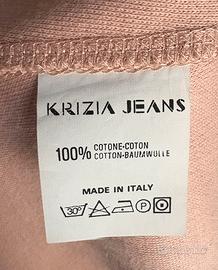 KRIZIA JEANS
100% COTONE-COTON
COTTON-BAUMWOLLE
MADE IN ITALY
30° P